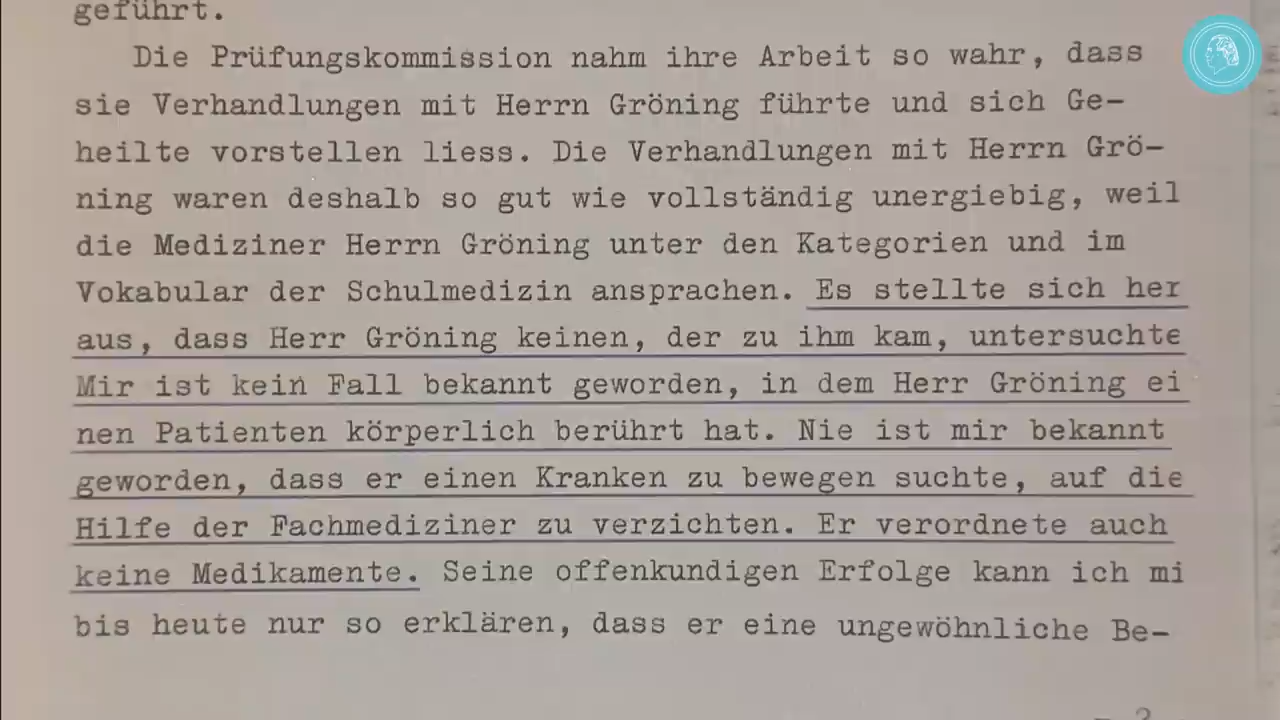 geführt.
Die Prüfungskommission nahm ihre Arbeit so wahr, dass
sie Verhandlungen mit Herrn Gröning führte und sich Ge-
heilte vorstellen liess. Die Verhandlungen mit Herrn Grö-
ning waren deshalb so gut wie vollständig unergiebig, weil
die Mediziner Herrn Gröning unter den Kategorien und im
Vokabular der Schulmedizin ansprachen. Es stellte sich her
aus, dass Herr Gröning keinen, der zu ihm kam, untersuchte
Mir ist kein Fall bekannt geworden, in dem Herr Gröning ei
nen Patienten körperlich berührt hat. Nie ist mir bekannt
geworden, dass er einen Kranken zu bewegen suchte, auf die
Hilfe der Fachmediziner zu verzichten. Er verordnete auch
keine Medikamente. Seine offenkundigen Erfolge kann ich mi
bis heute nur so erklären, dass er eine ungewöhnliche Be-